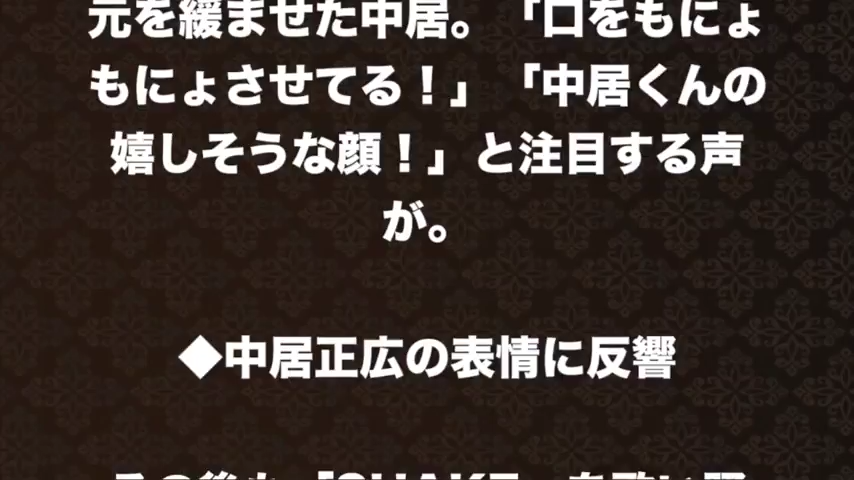 元を緩ませた中居。「口をもにょ
もにょさせてる！」「中居くんの
嬉しそうな顔！」と注目する声
が。
◆中居正広の表情に反響